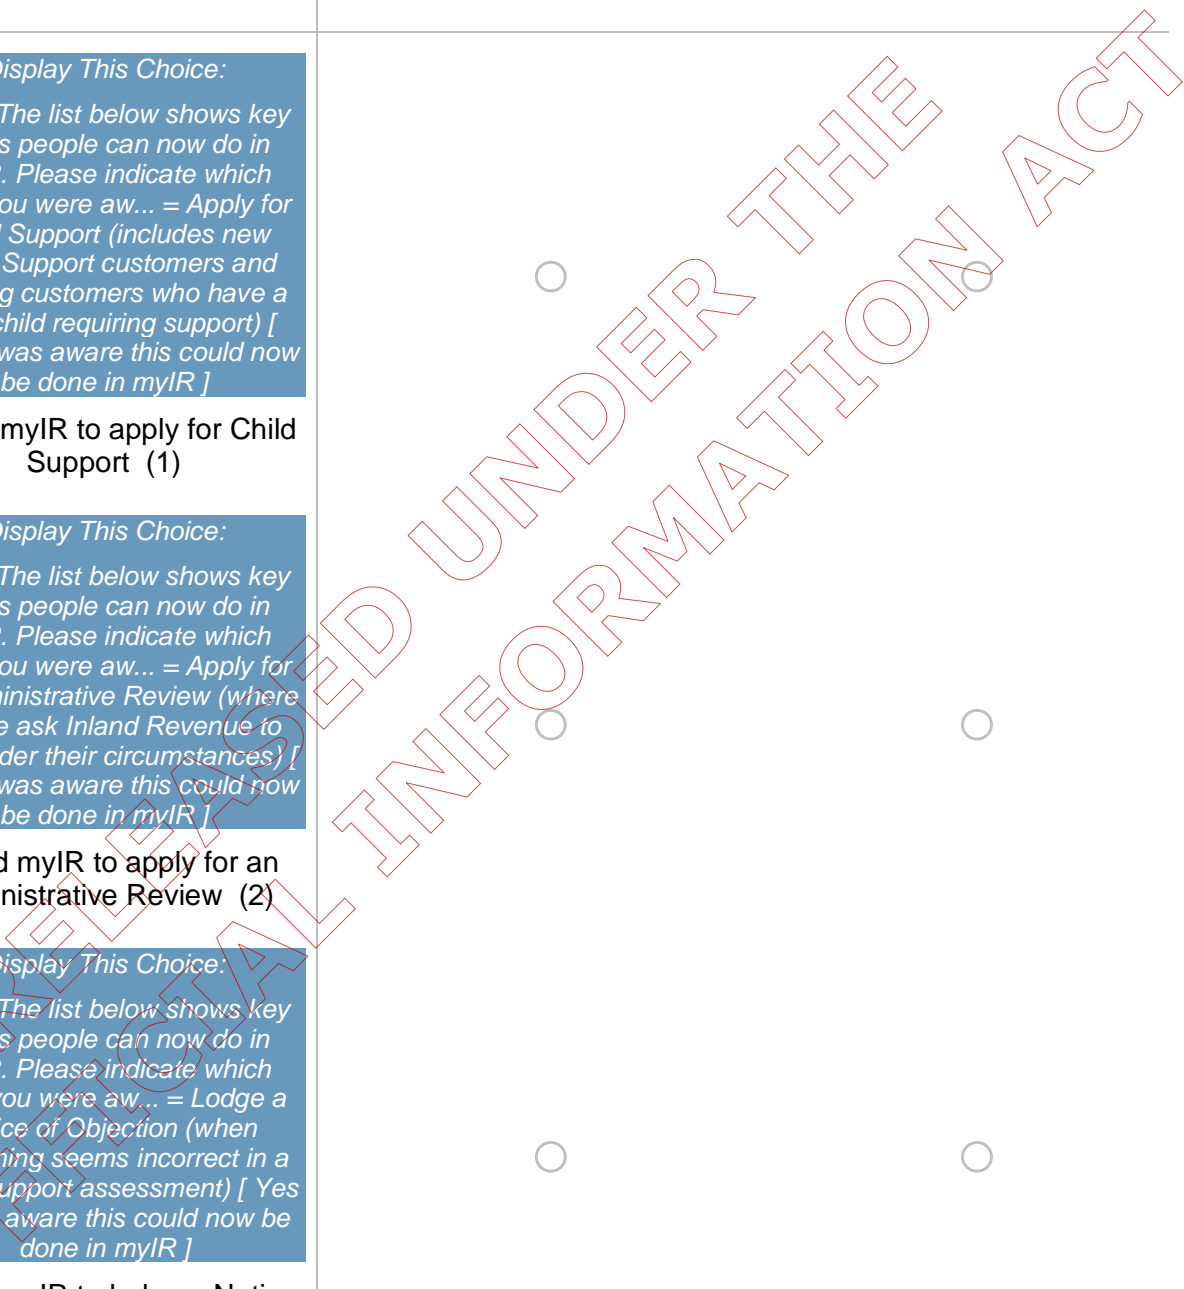 isplay This Choice:
The list below shows key
s people can now do in
. Please indicate which
ou were aw... = Apply for
Support (includes new
Support customers and
g customers who have a
child requiring support) [
was aware this could now
be done in myIR ]
myIR to apply for Child
Support (1)
isplay This Choice:
The list below shows key
s people can now do in
. Please indicate which
ou were aw... = Apply for
inistrative Review (where
e ask Inland Revenue to
der their circumstances) [
was aware this could now
be done in myIR ]
d myIR to apply for an
nistrative Review (2)
isplay This Choice:
The list below shows key
s people can now do in
. Please indicate which
you were aw... = Lodge a
ce of Objection (when
hing seems incorrect in a
upport assessment) [ Yes
aware this could now be
done in myIR ]
RELEASED UNDER THE
FFICIAL INFORMATION ACT